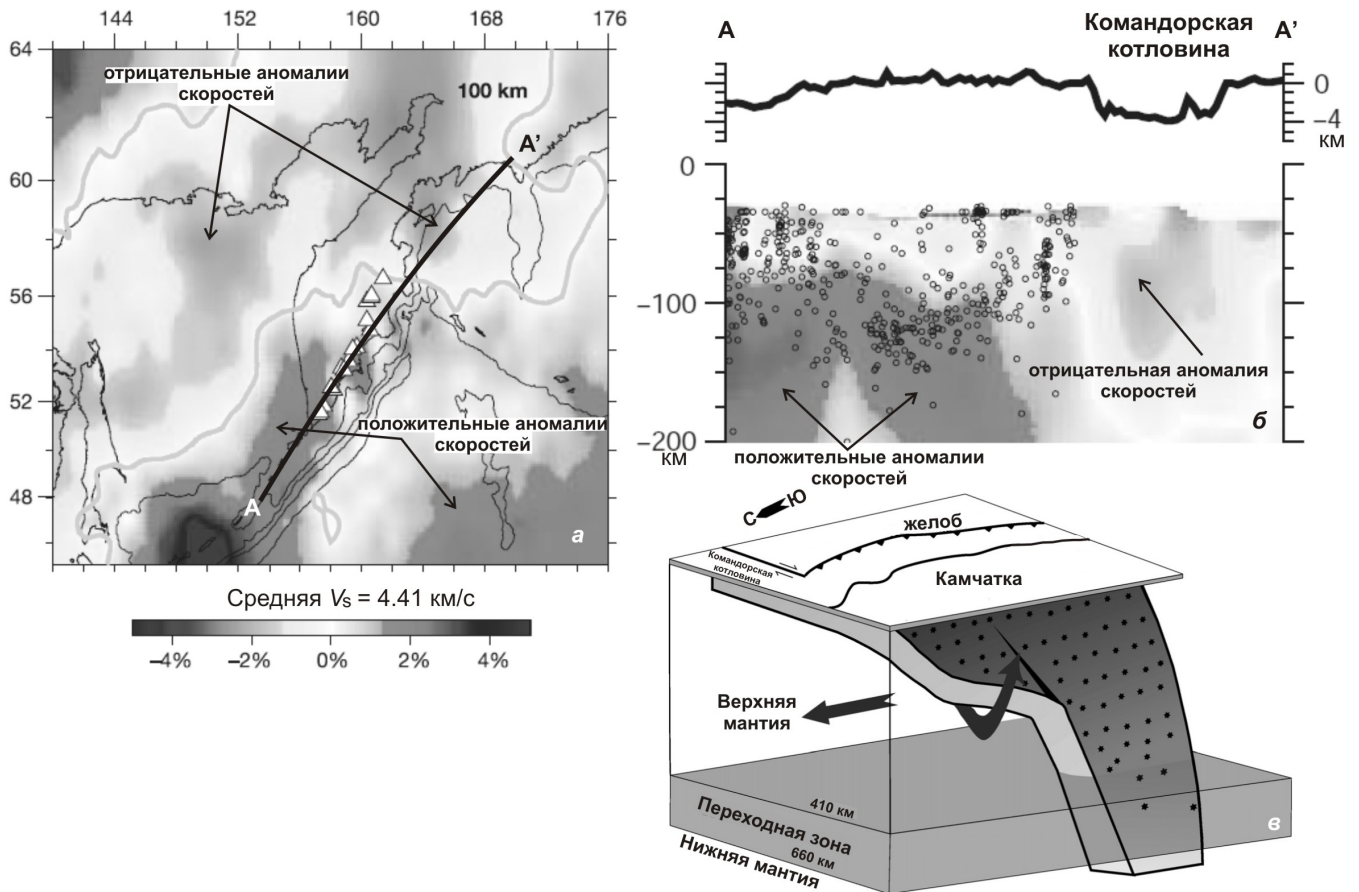 144 152 160 168 176
64
60
56
52
48
отрицательные аномалии
скоростей
100 km
A'
положительные аномалии
скоростей
A
а
Средняя Vs = 4.41 км/с
–4% –2% 0% 2% 4%
A
Командорская
котловина
A'
0
–4
км
0
–100
–200
км
отрицательная аномалия
скоростей
б
положительные аномалии
скоростей
С Ю
желоб
Командорская
котловина
Камчатка
Верхняя
мантия
410 км
Переходная зона
660 км
Нижняя мантия
в